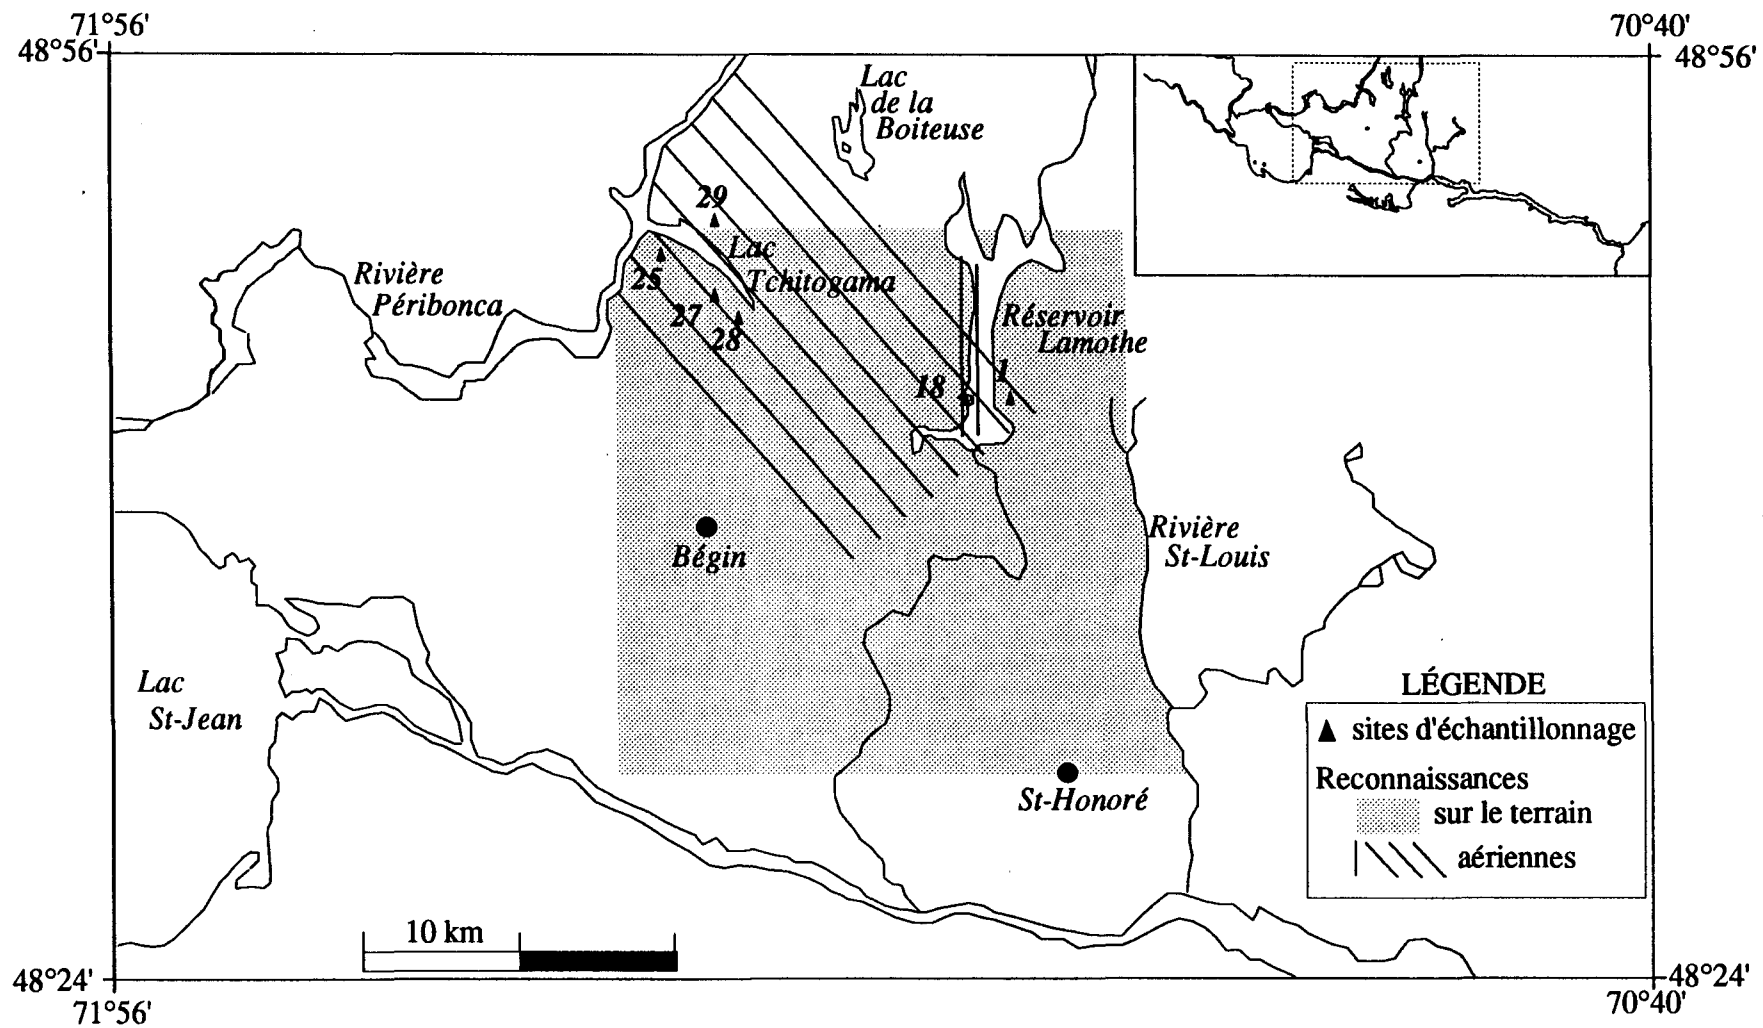 71°56'
70°40'
48°56'
48°56'
Lac
de la
Boiteuse
29
Lac
Tchitogama
25
27
28
Rivière
Péribonca
Réservoir
Lamothe
18
1
Bégin
Rivière
St-Louis
Lac
St-Jean
St-Honoré
LÉGENDE
sites d'échantillonnage
Reconnaissances
sur le terrain
aériennes
10 km
48°24'
48°24'
71°56'
70°40'